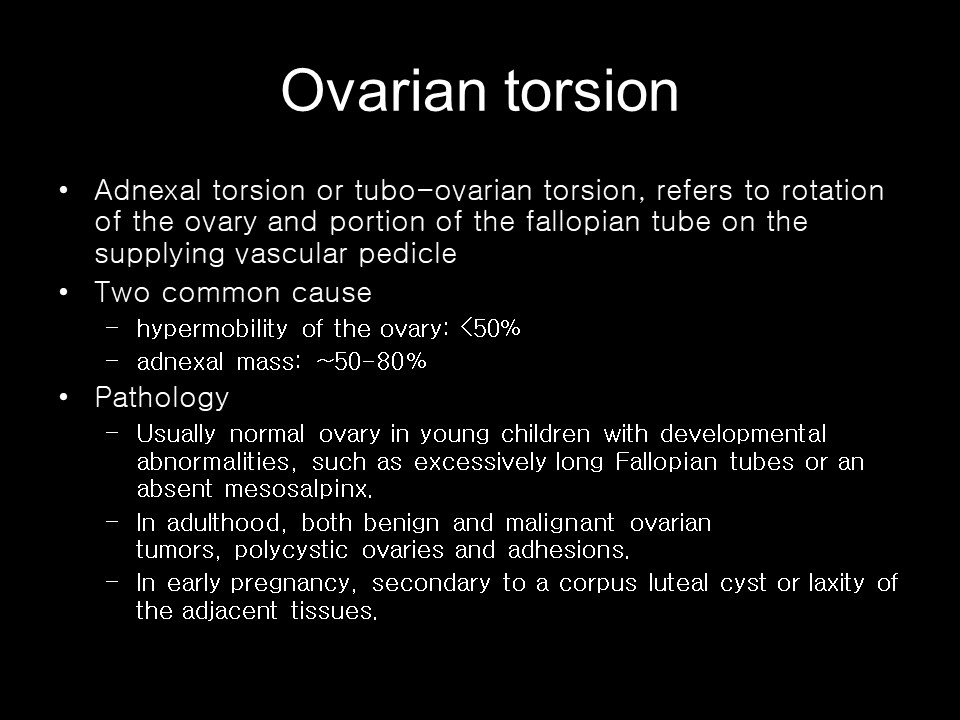 Ovarian torsion
• Adnexal torsion or tubo-ovarian torsion, refers to rotation
of the ovary and portion of the fallopian tube on the
supplying vascular pedicle
• Two common cause
– hypermobility of the ovary: <50%
– adnexal mass: ~50-80%
• Pathology
– Usually normal ovary in young children with developmental
abnormalities, such as excessively long Fallopian tubes or an
absent mesosalpinx.
– In adulthood, both benign and malignant ovarian
tumors, polycystic ovaries and adhesions.
– In early pregnancy, secondary to a corpus luteal cyst or laxity of
the adjacent tissues.